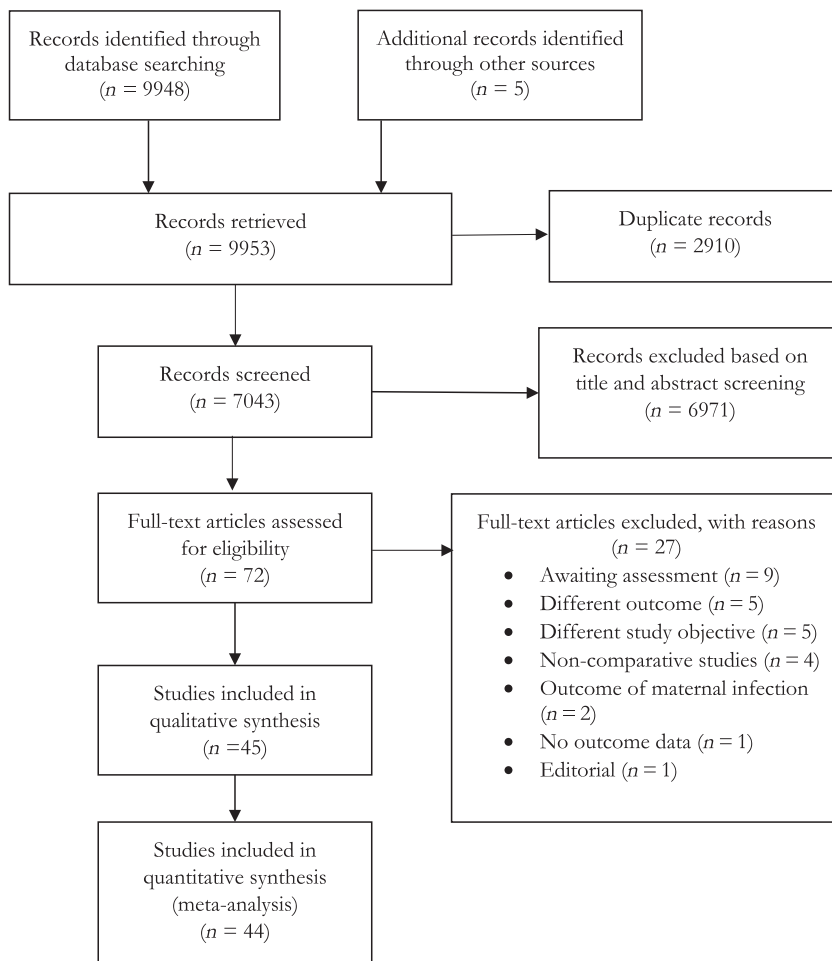 Records identified through
database searching
(n = 9948)
Additional records identified
through other sources
(n = 5)
Records retrieved
(n = 9953)
Duplicate records
(n = 2910)
Records screened
(n = 7043)
Records excluded based on
title and abstract screening
(n = 6971)
Full-text articles assessed
for eligibility
(n = 72)
Full-text articles excluded, with reasons
(n = 27)
• Awaiting assessment (n = 9)
• Different outcome (n = 5)
• Different study objective (n = 5)
• Non-comparative studies (n = 4)
• Outcome of maternal infection
(n = 2)
• No outcome data (n = 1)
• Editorial (n = 1)
Studies included in
qualitative synthesis
(n =45)
Studies included in
quantitative synthesis
(meta-analysis)
(n = 44)